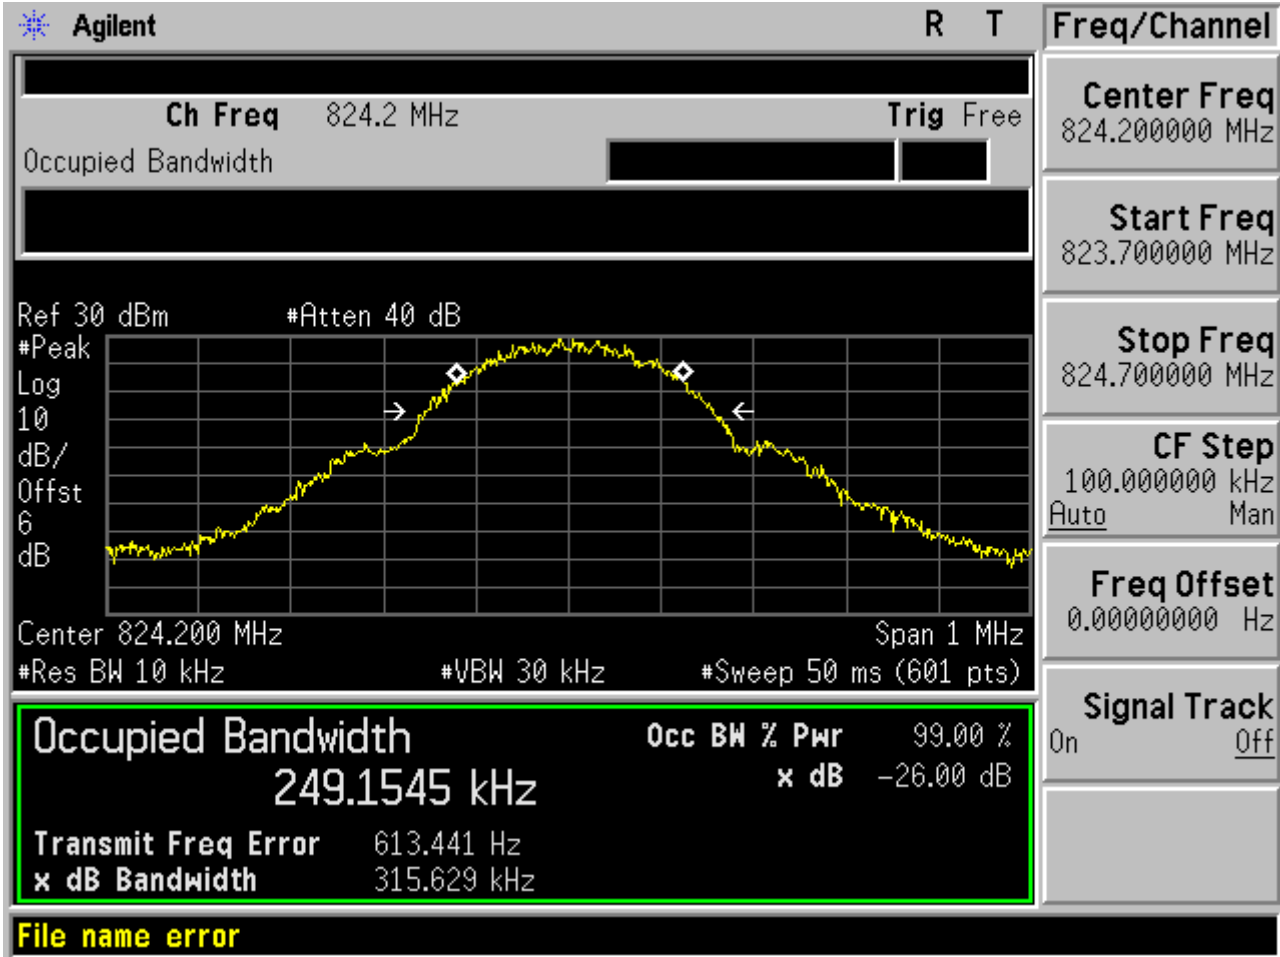 Agilent R T Freq/Channel
Ch Freq 824.2 MHz Trig Free
Occupied Bandwidth
Center Freq
824.200000 MHz
Start Freq
823.700000 MHz
Stop Freq
824.700000 MHz
CF Step
100.000000 kHz
Auto Man
Freq Offset
0.00000000 Hz
Signal Track
On Off
Ref 30 dBm #Atten 40 dB
#Peak
Log
10
dB/
Offst
6
dB
Center 824.200 MHz Span 1 MHz
#Res BW 10 kHz #VBW 30 kHz #Sweep 50 ms (601 pts)
Occupied Bandwidth Occ BW % Pwr 99.00 %
249.1545 kHz x dB -26.00 dB
Transmit Freq Error 613.441 Hz
x dB Bandwidth 315.629 kHz
File name error